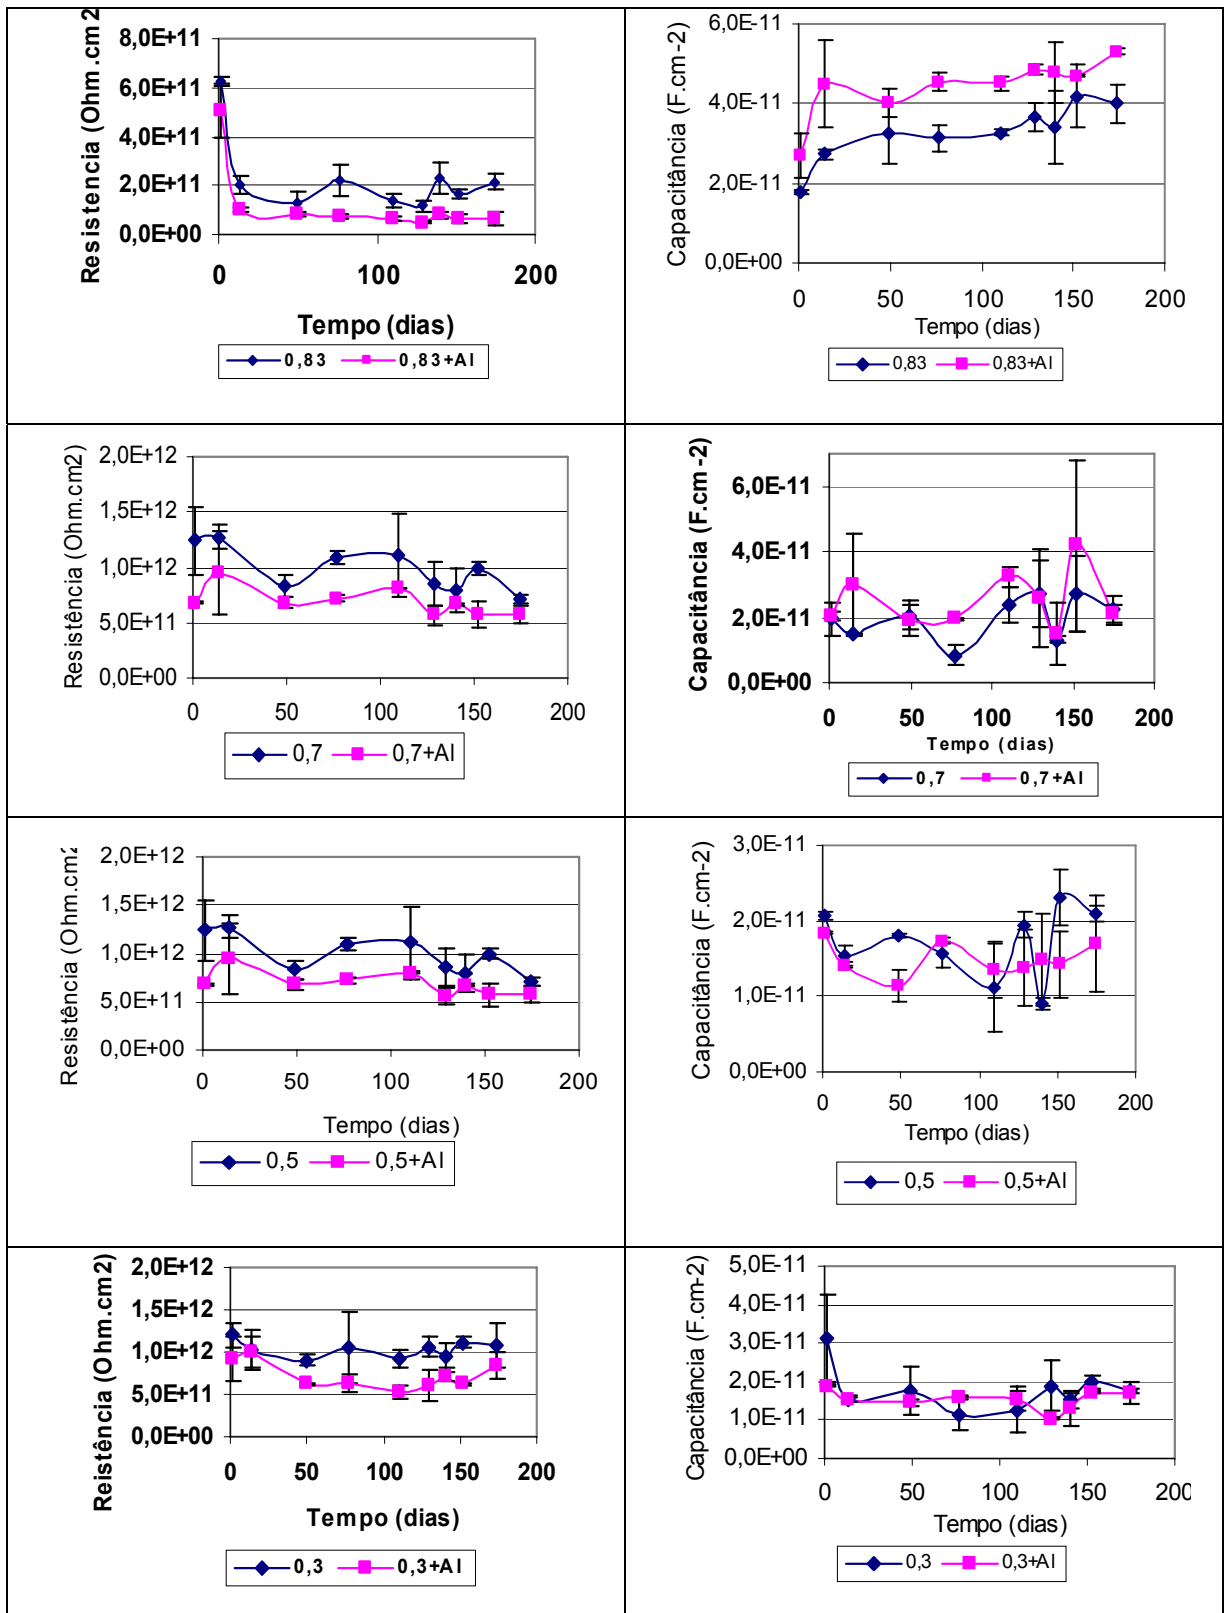 Resistencia (Ohm.cm2
8,0E+11
6,0E+11
4,0E+11
2,0E+11
0,0E+00
0 100 200
Tempo (dias)
0,83 0,83+Al
Capacitância (F.cm-2)
6,0E-11
4,0E-11
2,0E-11
0,0E+00
0 50 100 150 200
Tempo (dias)
0,83 0,83+Al
Resistência (Ohm.cm2)
2,0E+12
1,5E+12
1,0E+12
5,0E+11
0,0E+00
0 50 100 150 200
0,7 0,7+Al
Capacitância (F.cm-2)
6,0E-11
4,0E-11
2,0E-11
0,0E+00
0 50 100 150 200
Tempo (dias)
0,7 0,7+Al
Resistência (Ohm.cm2
2,0E+12
1,5E+12
1,0E+12
5,0E+11
0,0E+00
0 50 100 150 200
Tempo (dias)
0,5 0,5+Al
Capacitância (F.cm-2)
3,0E-11
2,0E-11
1,0E-11
0,0E+00
0 50 100 150 200
Tempo (dias)
0,5 0,5+Al
Reistência (Ohm.cm2)
2,0E+12
1,5E+12
1,0E+12
5,0E+11
0,0E+00
0 50 100 150 200
Tempo (dias)
0,3 0,3+Al
Capacitância (F.cm-2)
5,0E-11
4,0E-11
3,0E-11
2,0E-11
1,0E-11
0,0E+00
0 50 100 150 200
Tempo (dias)
0,3 0,3+Al